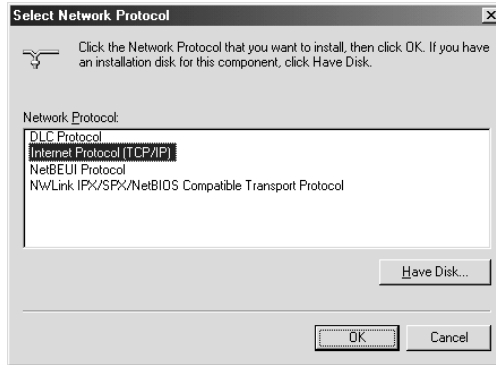 Select Network Protocol
Click the Network Protocol that you want to install, then click OK. If you have
an installation disk for this component, click Have Disk.
Network Protocol:
DLC Protocol
Internet Protocol (TCP/IP)
NetBEUI Protocol
NWLink IPX/SPX/NetBIOS Compatible Transport Protocol
Have Disk...
OK
Cancel